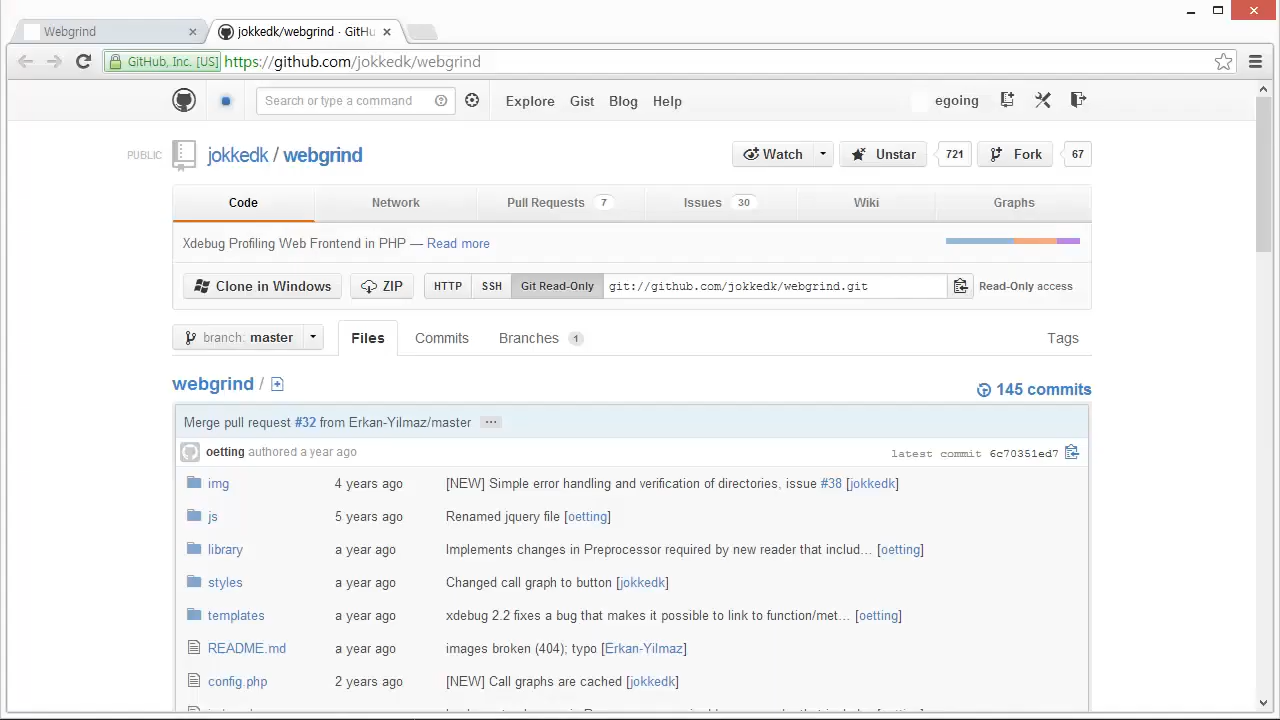 Webgrind
jokkedk/webgrind · GitHu
GitHub, Inc. [US] https://github.com/jokkedk/webgrind
Search or type a command Explore Gist Blog Help egoing
PUBLIC jokkedk / webgrind Watch Unstar 721 Fork 67
Code Network Pull Requests 7 Issues 30 Wiki Graphs
Xdebug Profiling Web Frontend in PHP — Read more
Clone in Windows ZIP HTTP SSH Git Read-Only git://github.com/jokkedk/webgrind.git Read-Only access
branch: master Files Commits Branches 1 Tags
webgrind / 145 commits
Merge pull request #32 from Erkan-Yilmaz/master ...
oetting authored a year ago latest commit 6c70351ed7
img 4 years ago [NEW] Simple error handling and verification of directories, issue #38 [jokkedk]
js 5 years ago Renamed jquery file [oetting]
library a year ago Implements changes in Preprocessor required by new reader that includ… [oetting]
styles a year ago Changed call graph to button [jokkedk]
templates a year ago xdebug 2.2 fixes a bug that makes it possible to link to function/met… [oetting]
README.md a year ago images broken (404); typo [Erkan-Yilmaz]
config.php 2 years ago [NEW] Call graphs are cached [jokkedk]